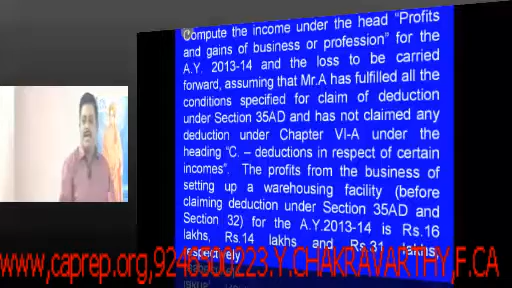 Compute the income under the head “Profits
and gains of business or profession” for the
A.Y. 2013-14 and the loss to be carried
forward, assuming that Mr.A has fulfilled all the
conditions specified for claim of deduction
under Section 35AD and has not claimed any
deduction under Chapter VI-A under the
heading “C. – deductions in respect of certain
incomes”. The profits from the business of
setting up a warehousing facility (before
claiming deduction under Section 35AD and
Section 32) for the A.Y.2013-14 is Rs.16
lakhs, Rs.14 lakhs and Rs.31 lakhs
respectively
www,caprep.org,9246500223.Y.CHAKRAVARTHY,F.CA